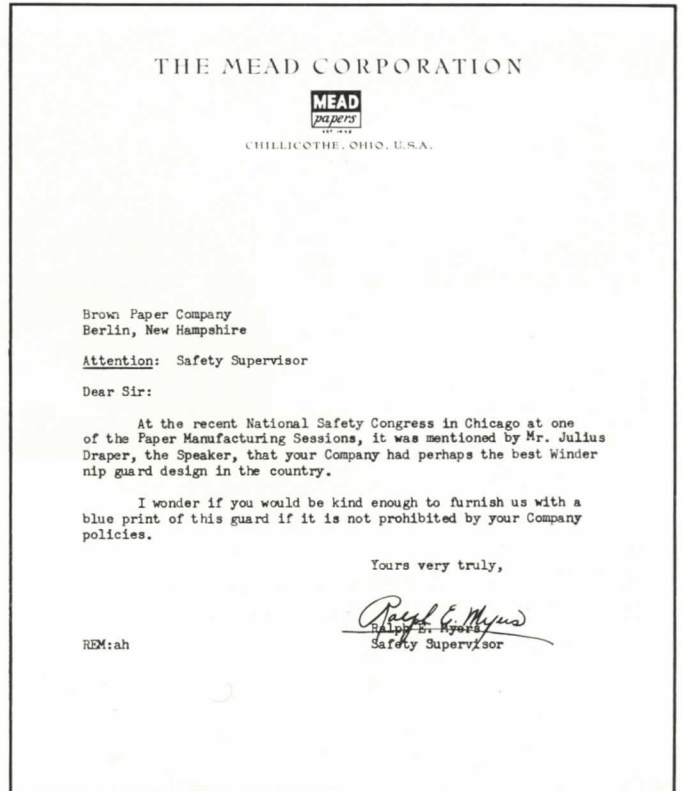 THE MEAD CORPORATION
MEAD
papers
CHILLICOTHE, OHIO, U.S.A.
Brown Paper Company
Berlin, New Hampshire
Attention: Safety Supervisor
Dear Sir:
At the recent National Safety Congress in Chicago at one
of the Paper Manufacturing Sessions, it was mentioned by Mr. Julius
Draper, the Speaker, that your Company had perhaps the best Winder
nip guard design in the country.
I wonder if you would be kind enough to furnish us with a
blue print of this guard if it is not prohibited by your Company
policies.
Yours very truly,
Ralph E. Myers
Ralph E. Myers
REM:ah
Safety Supervisor